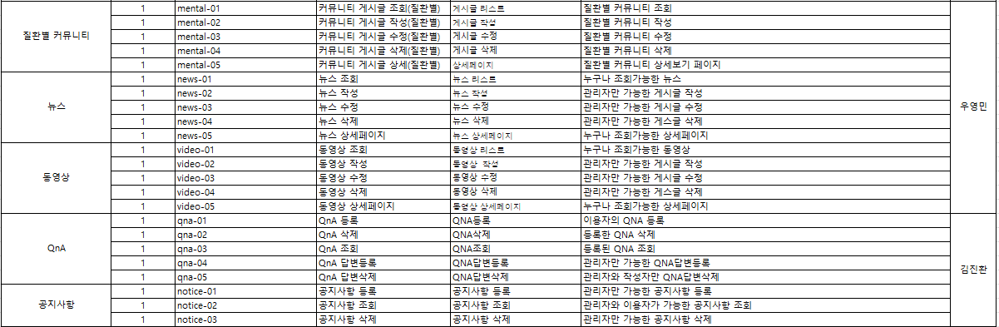 질환별 커뮤니티
1 mental-01 커뮤니티 게시글 조회(질환별) 게시글 리스트 질환별 커뮤니티 조회
1 mental-02 커뮤니티 게시글 작성(질환별) 게시글 작성 질환별 커뮤니티 작성
1 mental-03 커뮤니티 게시글 수정(질환별) 게시글 수정 질환별 커뮤니티 수정
1 mental-04 커뮤니티 게시글 삭제(질환별) 게시글 삭제 질환별 커뮤니티 삭제
1 mental-05 커뮤니티 게시글 상세(질환별) 상세페이지 질환별 커뮤니티 상세보기 페이지
뉴스
1 news-01 뉴스 조회 뉴스 리스트 누구나 조회가능한 뉴스
1 news-02 뉴스 작성 뉴스 작성 관리자만 가능한 게시글 작성
1 news-03 뉴스 수정 뉴스 수정 관리자만 가능한 게시글 수정
1 news-04 뉴스 삭제 뉴스 삭제 관리자만 가능한 게스글 삭제
1 news-05 뉴스 상세페이지 뉴스 상세페이지 누구나 조회가능한 상세페이지
우영민
동영상
1 video-01 동영상 조회 동영상 리스트 누구나 조회가능한 동영상
1 video-02 동영상 작성 동영상 작성 관리자만 가능한 게시글 작성
1 video-03 동영상 수정 동영상 수정 관리자만 가능한 게시글 수정
1 video-04 동영상 삭제 동영상 삭제 관리자만 가능한 게스글 삭제
1 video-05 동영상 상세페이지 동영상 상세페이지 누구나 조회가능한 상세페이지
QnA
1 qna-01 QnA 등록 QNA등록 이용자의 QNA 등록
1 qna-02 QnA 삭제 QNA삭제 등록한 QNA 삭제
1 qna-03 QnA 조회 QNA조회 등록된 QNA 조회
1 qna-04 QnA 답변등록 QNA답변등록 관리자만 가능한 QNA답변등록
1 qna-05 QnA 답변삭제 QNA답변삭제 관리자와 작성자만 QNA답변삭제
김진환
공지사항
1 notice-01 공지사항 등록 공지사항 등록 관리자만 가능한 공지사항 등록
1 notice-02 공지사항 조회 공지사항 조회 관리자와 이용자가 가능한 공지사항 조회
1 notice-03 공지사항 삭제 공지사항 삭제 관리자만 가능한 공지사항 삭제